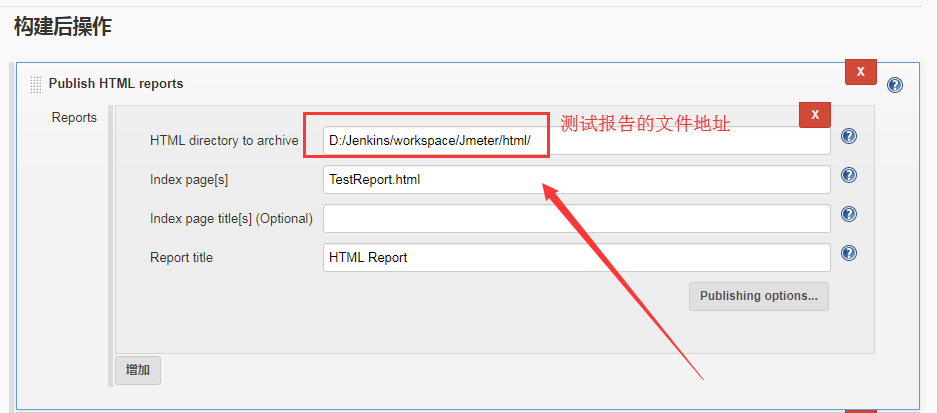 构建后操作
X
Publish HTML reports
?
Reports
X
HTML directory to archive
D:/Jenkins/workspace/Jmeter/html/
测试报告的文件地址
?
Index page[s]
TestReport.html
?
Index page title[s] (Optional)
?
Report title
HTML Report
?
Publishing options...
增加